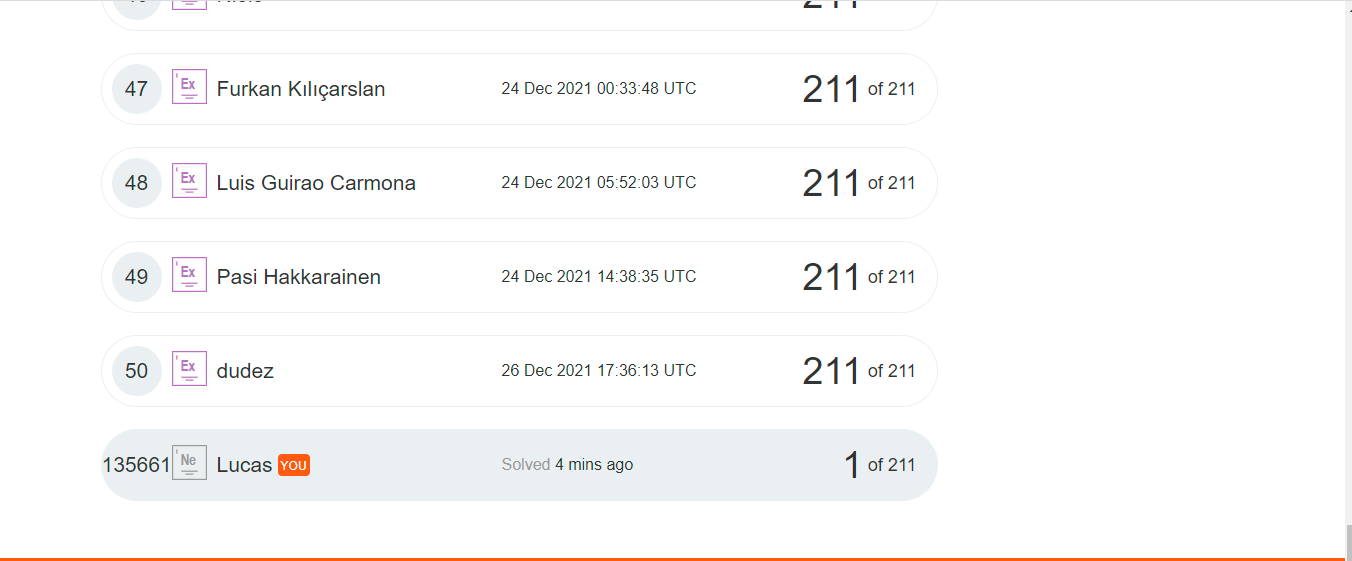 47 Ex Furkan Kılıçarslan 24 Dec 2021 00:33:48 UTC 211 of 211
48 Ex Luis Guirao Carmona 24 Dec 2021 05:52:03 UTC 211 of 211
49 Ex Pasi Hakkarainen 24 Dec 2021 14:38:35 UTC 211 of 211
50 Ex dudez 26 Dec 2021 17:36:13 UTC 211 of 211
135661 Ne Lucas YOU Solved 4 mins ago 1 of 211